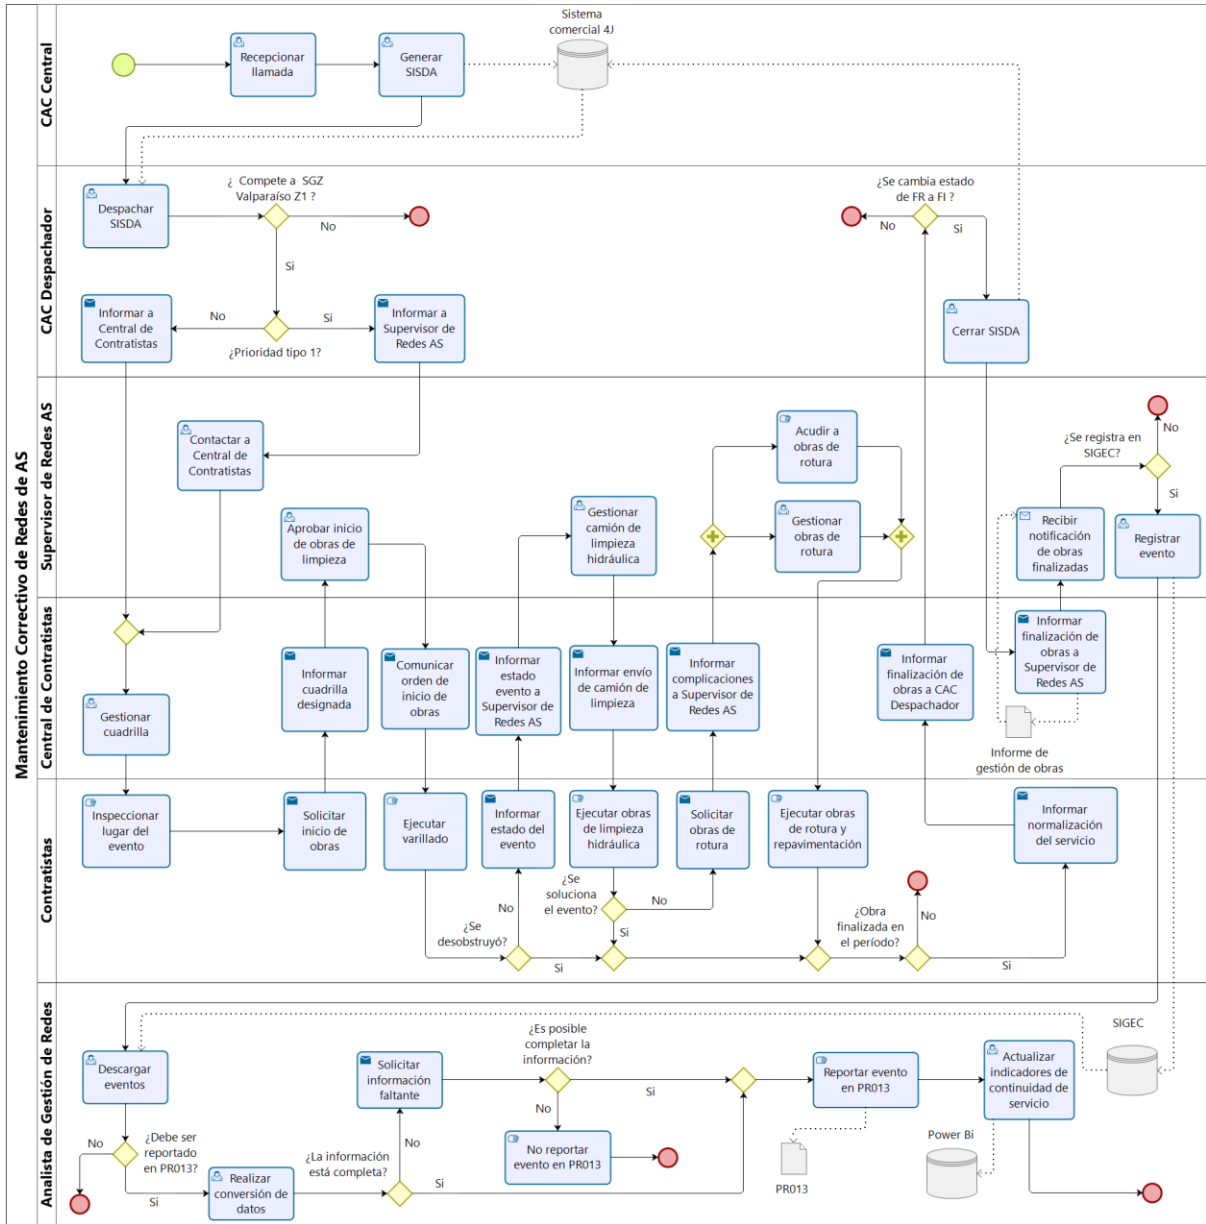 Mantenimiento Correctivo de Redes de AS
CAC Central
Recepcionar
llamada
Generar
SISDA
Sistema
comercial 4J
CAC Despachador
Despachar
SISDA
¿ Compete a SGZ
Valparaíso Z1 ?
No
Si
Informar a
Central de
Contratistas
No
¿Prioridad tipo 1?
Si
Informar a
Supervisor de
Redes AS
¿Se cambia estado
de FR a FI ?
No
Si
Cerrar SISDA
Supervisor de Redes AS
Contactar a
Central de
Contratistas
Aprobar inicio
de obras de
limpieza
Gestionar
camión de
limpieza
hidráulica
Acudir a
obras de
rotura
Gestionar
obras de
rotura
Recibir
notificación
de obras
finalizadas
¿Se registra en
SIGEC?
No
Si
Registrar
evento
Central de Contratistas
Gestionar
cuadrilla
Informar
cuadrilla
designada
Comunicar
orden de
inicio de
obras
Informar
estado
evento a
Supervisor de
Redes AS
Informar envío
de camión de
limpieza
Informar
complicaciones
a Supervisor de
Redes AS
Informar
finalización de
obras a CAC
Despachador
Informar
finalización de
obras a
Supervisor de
Redes AS
Informe de
gestión de obras
Contratistas
Inspeccionar
lugar del
evento
Solicitar
inicio de
obras
Ejecutar
varillado
Informar
estado del
evento
Ejecutar obras
de limpieza
hidráulica
Solicitar
obras de
rotura
Ejecutar obras
de rotura y
repavimentación
Informar
normalización
del servicio
¿Se
desobstruyó?
No
Si
¿Se
soluciona
el evento?
No
Si
¿Obra
finalizada en
el período?
No
Si
Analista de Gestión de Redes
Descargar
eventos
No
¿Debe ser
reportado
en PR013?
Si
Realizar
conversión de
datos
¿La información
está completa?
No
Si
Solicitar
información
faltante
¿Es posible
completar la
información?
Si
No
No reportar
evento en PR013
Reportar evento
en PR013
PR013
Actualizar
indicadores de
continuidad de
servicio
Power Bi
SIGEC